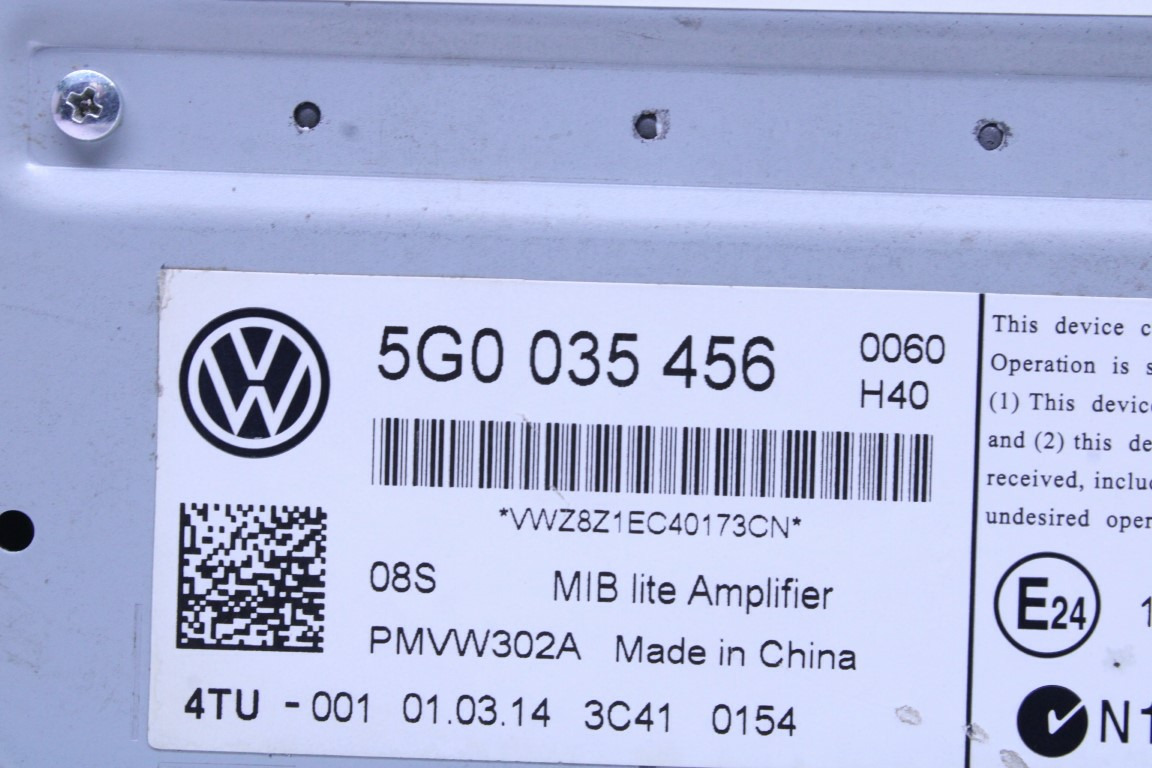 5G0 035 456
0060
H40
*VWZ8Z1EC40173CN*
08S MIB lite Amplifier
PMVW302A Made in China
4TU - 001 01.03.14 3C41 0154
This device
Operation is
(1) This
and (2) this
received,
undesired
E24